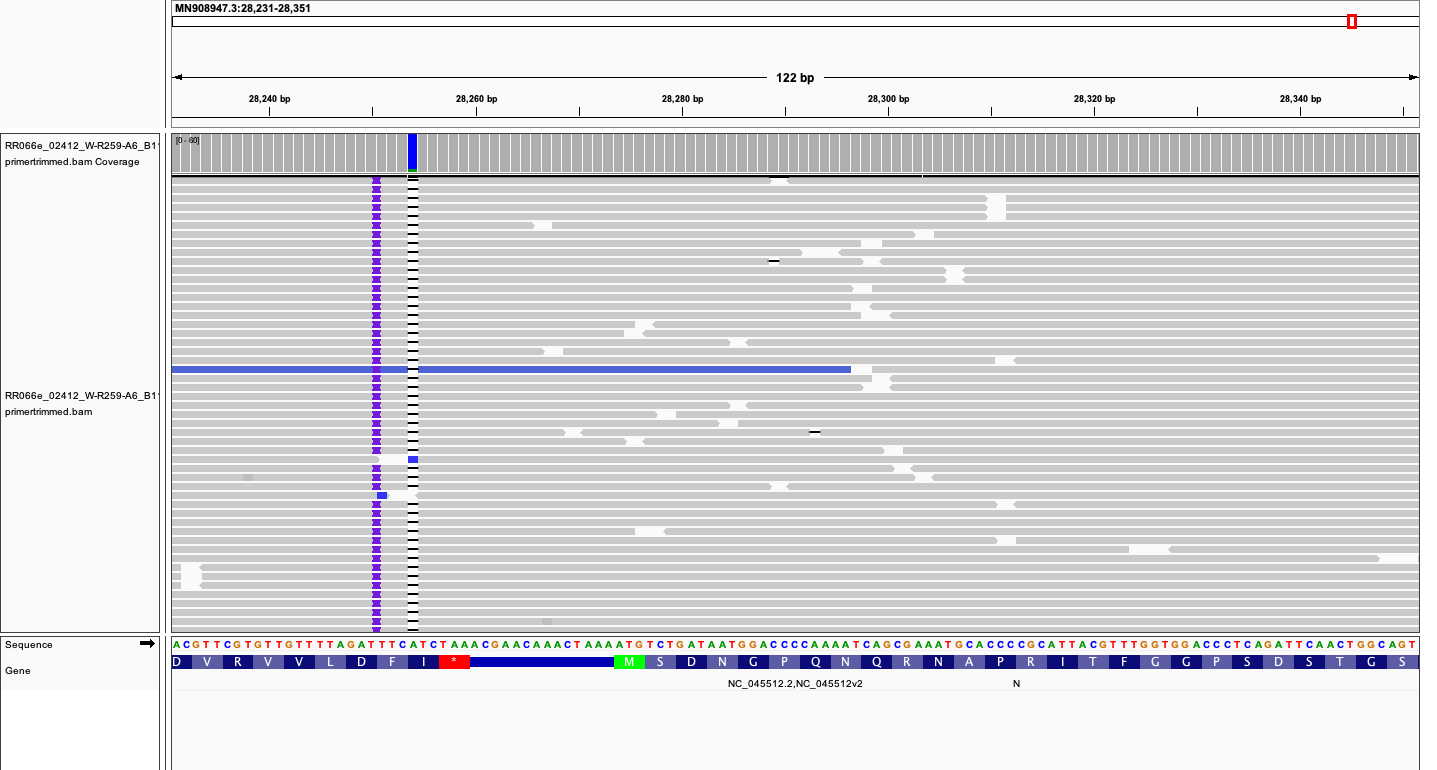 MN908947.3:28,231-28,351
122 bp
28,240 bp 28,260 bp 28,280 bp 28,300 bp 28,320 bp 28,340 bp
RR066e_02412_W-R259-A6_B1
primertrimmed.bam Coverage
[0 - 60]
RR066e_02412_W-R259-A6_B1
primertrimmed.bam
Sequence
ACGTTCGTGTTGTTTTAGATTTCATCTAAACGAACAAACTAAAATGTCTGATAATGGACCCCAAAATCAGCGAAATGCACCCCGCATTACGTTTGGTGGACCCTCAGATTCAACTGGCAGT
Gene
D V R V V L D F I * M S D N G P Q N Q R N A P R I T F G G P S D S T G S
NC_045512.2,NC_045512v2 N